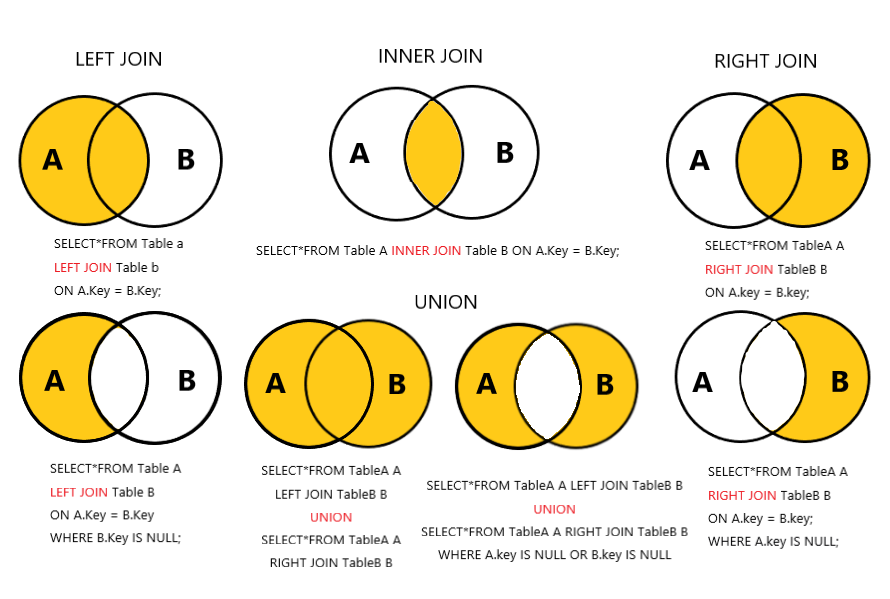 LEFT JOIN
A
B
SELECT*FROM Table a
LEFT JOIN Table b
ON A.Key = B.Key;
INNER JOIN
A
B
SELECT*FROM Table A INNER JOIN Table B ON A.Key = B.Key;
RIGHT JOIN
A
B
SELECT*FROM TableA A
RIGHT JOIN TableB B
ON A.key = B.key;
UNION
A
B
SELECT*FROM Table A
LEFT JOIN Table B
ON A.Key = B.Key
WHERE B.Key IS NULL;
A
B
SELECT*FROM TableA A
LEFT JOIN TableB B
UNION
SELECT*FROM TableA A
RIGHT JOIN TableB B
A
B
SELECT*FROM TableA A LEFT JOIN TableB B
UNION
SELECT*FROM TableA A RIGHT JOIN TableB B
WHERE A.key IS NULL OR B.key IS NULL
A
B
SELECT*FROM TableA A
RIGHT JOIN TableB B
ON A.key = B.key;
WHERE A.key IS NULL;